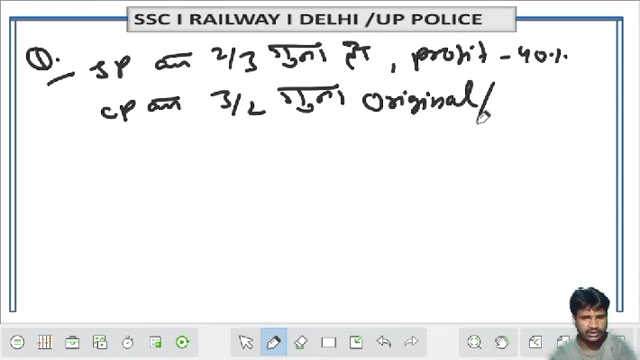 SSC I RAILWAY I DELHI /UP POLICE
①. SP का 2/3 गुना हो, profit - 40%.
CP का 3/2 गुना original/